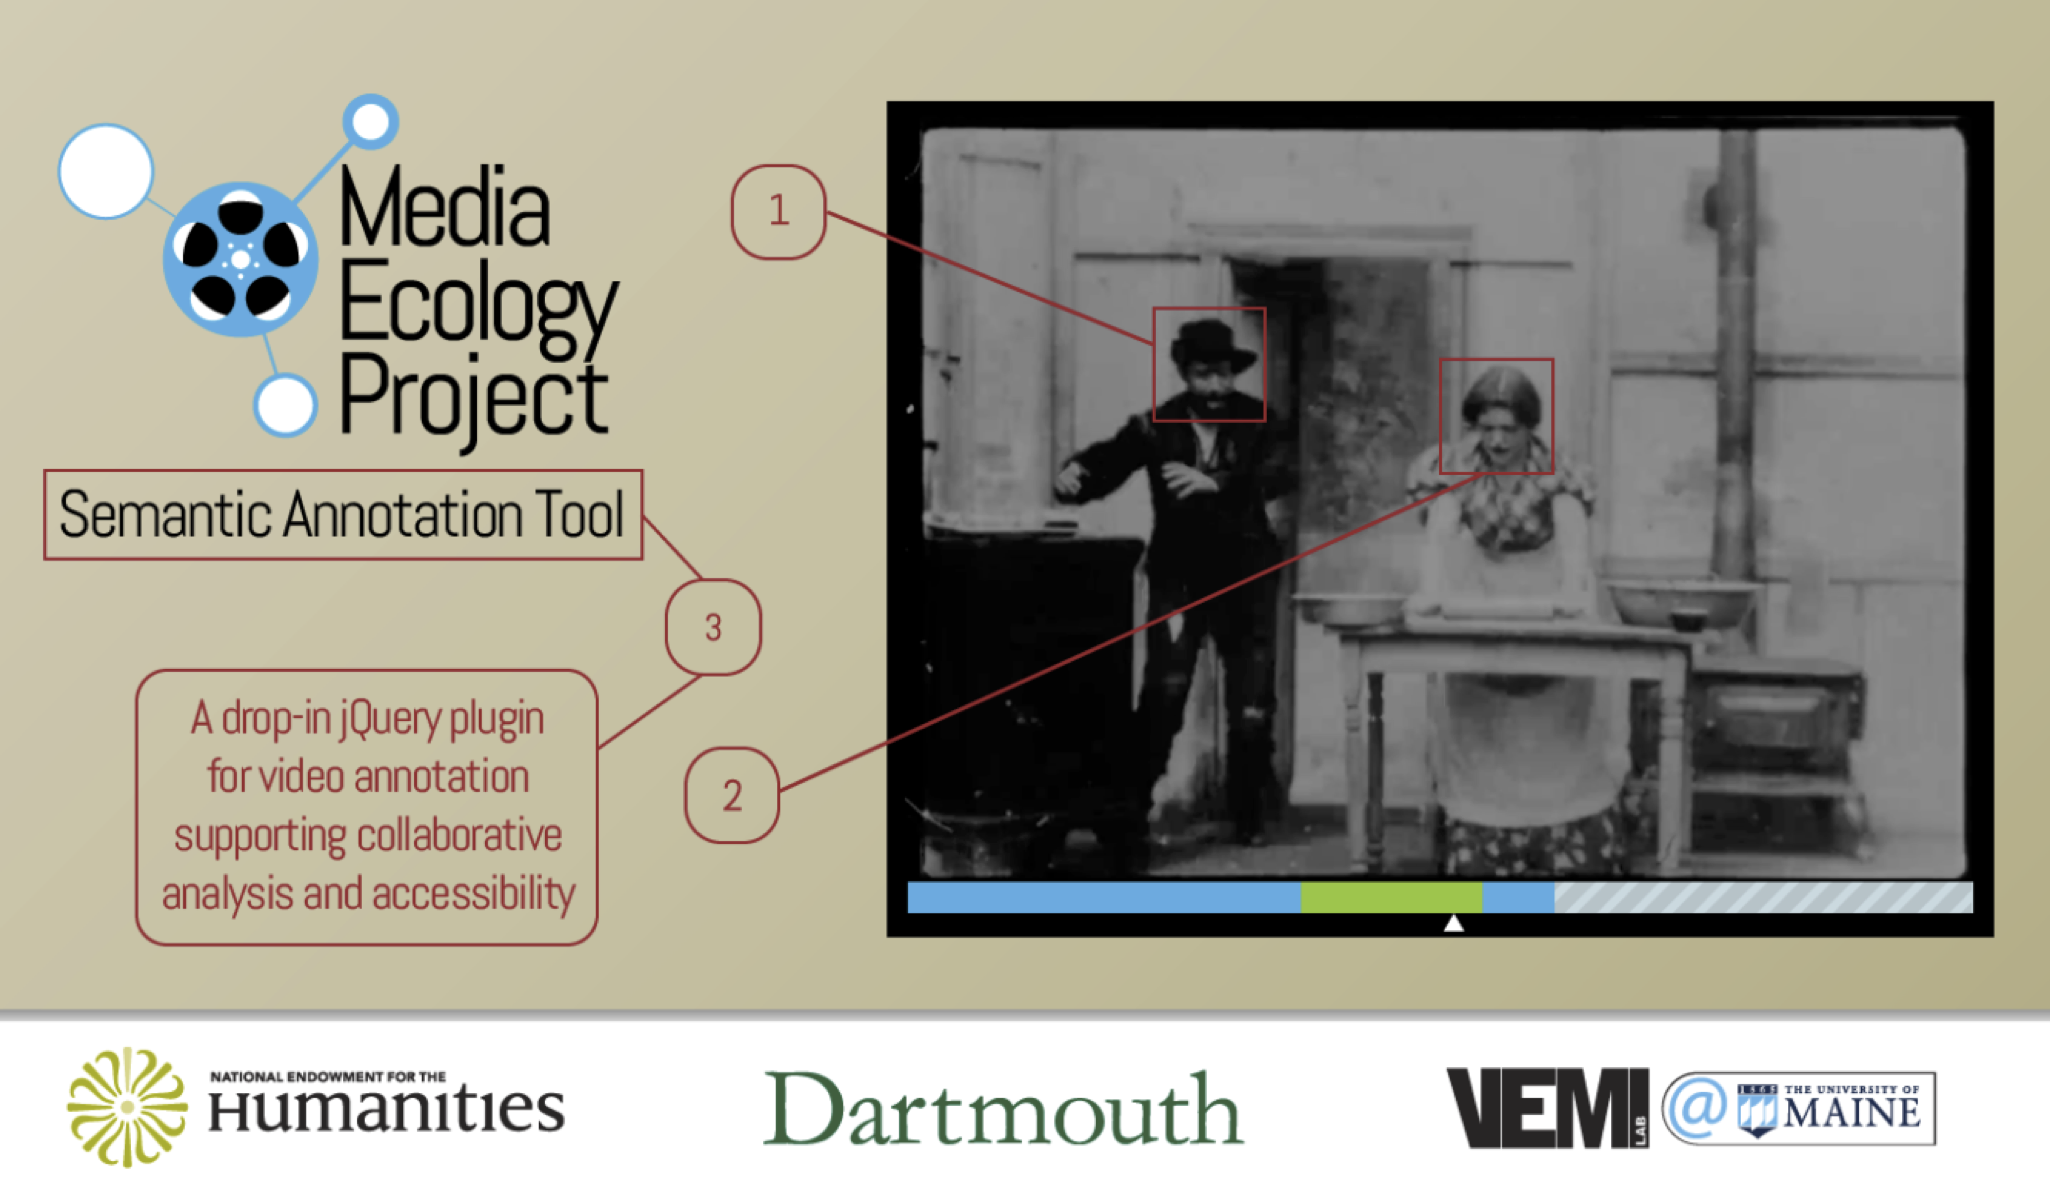 Media
Ecology
Project
Semantic Annotation Tool
1
2
3
A drop-in jQuery plugin
for video annotation
supporting collaborative
analysis and accessibility
NATIONAL ENDOWMENT FOR THE
Humanities
Dartmouth
VEMI
LAB
@
1865
THE UNIVERSITY OF
MAINE